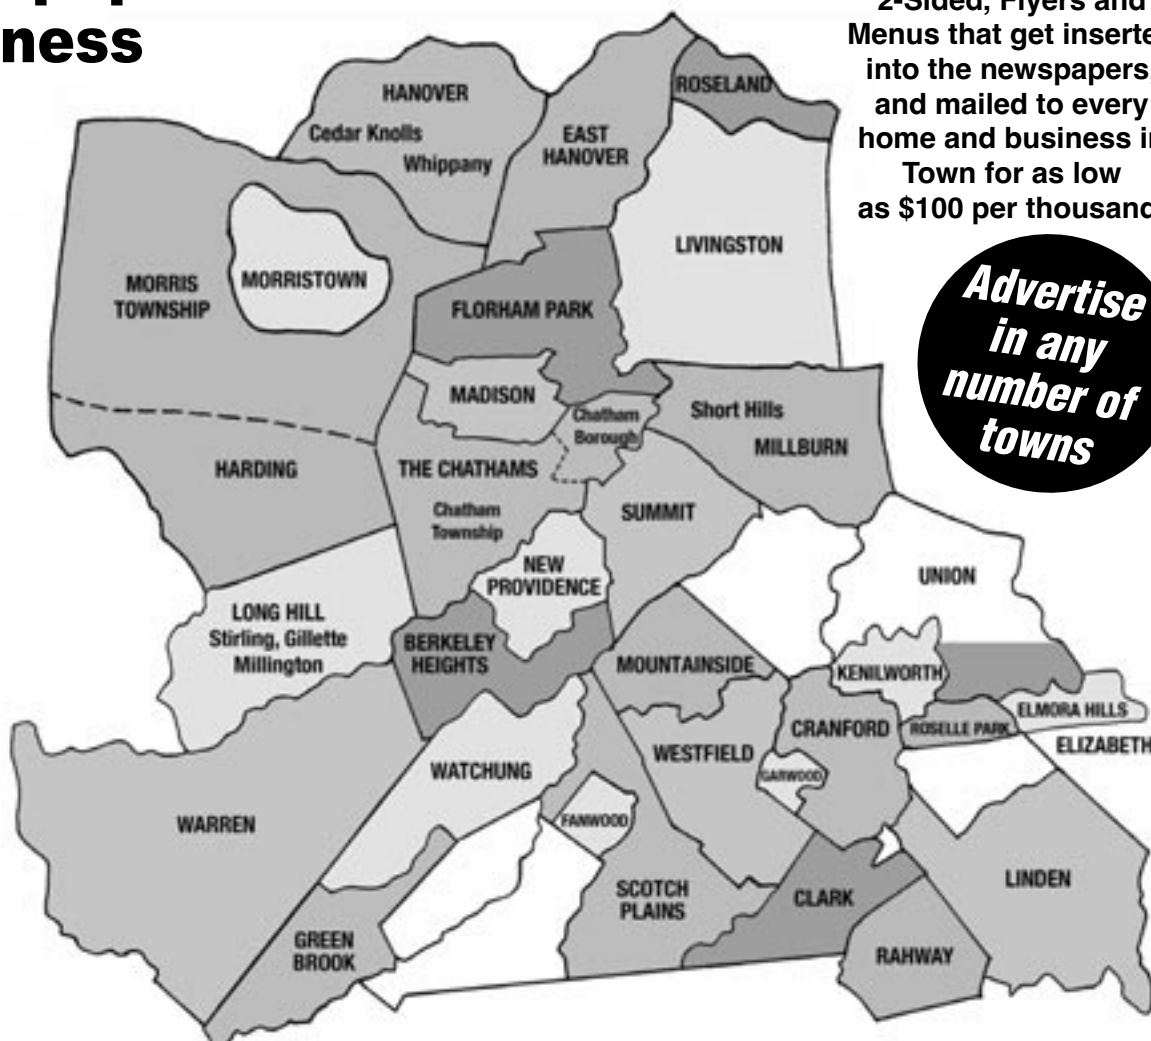 ness
2-Sided, Flyers and
Menus that get inserte
into the newspapers
and mailed to every
home and business i
Town for as low
as $100 per thousand
Advertise
in any
number of
towns
HANOVER
Cedar Knolls
Whippany
EAST
HANOVER
ROSELAND
LIVINGSTON
MORRIS
TOWNSHIP
MORRISTOWN
FLORHAM PARK
MADISON
Chatham
Borough
Short Hills
MILLBURN
HARDING
THE CHATHAMS
Chatham
Township
SUMMIT
NEW
PROVIDENCE
UNION
LONG HILL
Stirling, Gillette
Millington
BERKELEY
HEIGHTS
MOUNTAINSIDE
KENILWORTH
ELMORA HILLS
ELIZABETH
CRANFORD
ROSELLE PARK
WESTFIELD
GARWOOD
WATCHUNG
WARREN
FANWOOD
SCOTCH
PLAINS
CLARK
LINDEN
GREEN
BROOK
RAHWAY